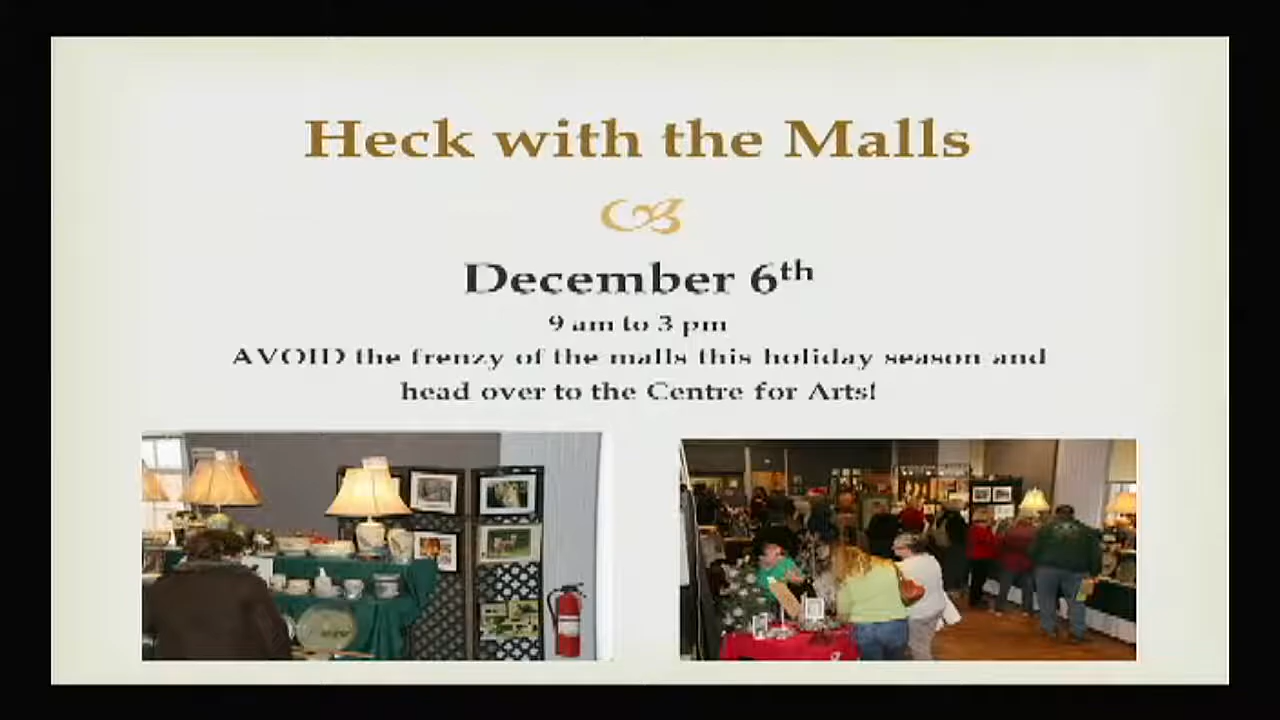 Heck with the Malls
December 6th
9 am to 3 pm
AVOID the frenzy of the malls this holiday season and
head over to the Centre for Arts!